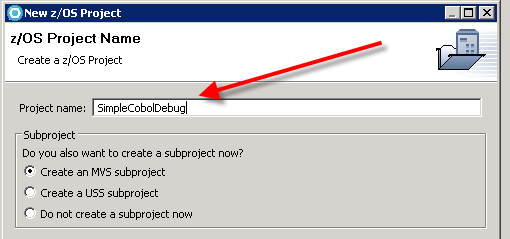 New z/OS Project
z/OS Project Name
Create a z/OS Project
Project name: SimpleCobolDebug
Subproject
Do you also want to create a subproject now?
Create an MVS subproject
Create a USS subproject
Do not create a subproject now